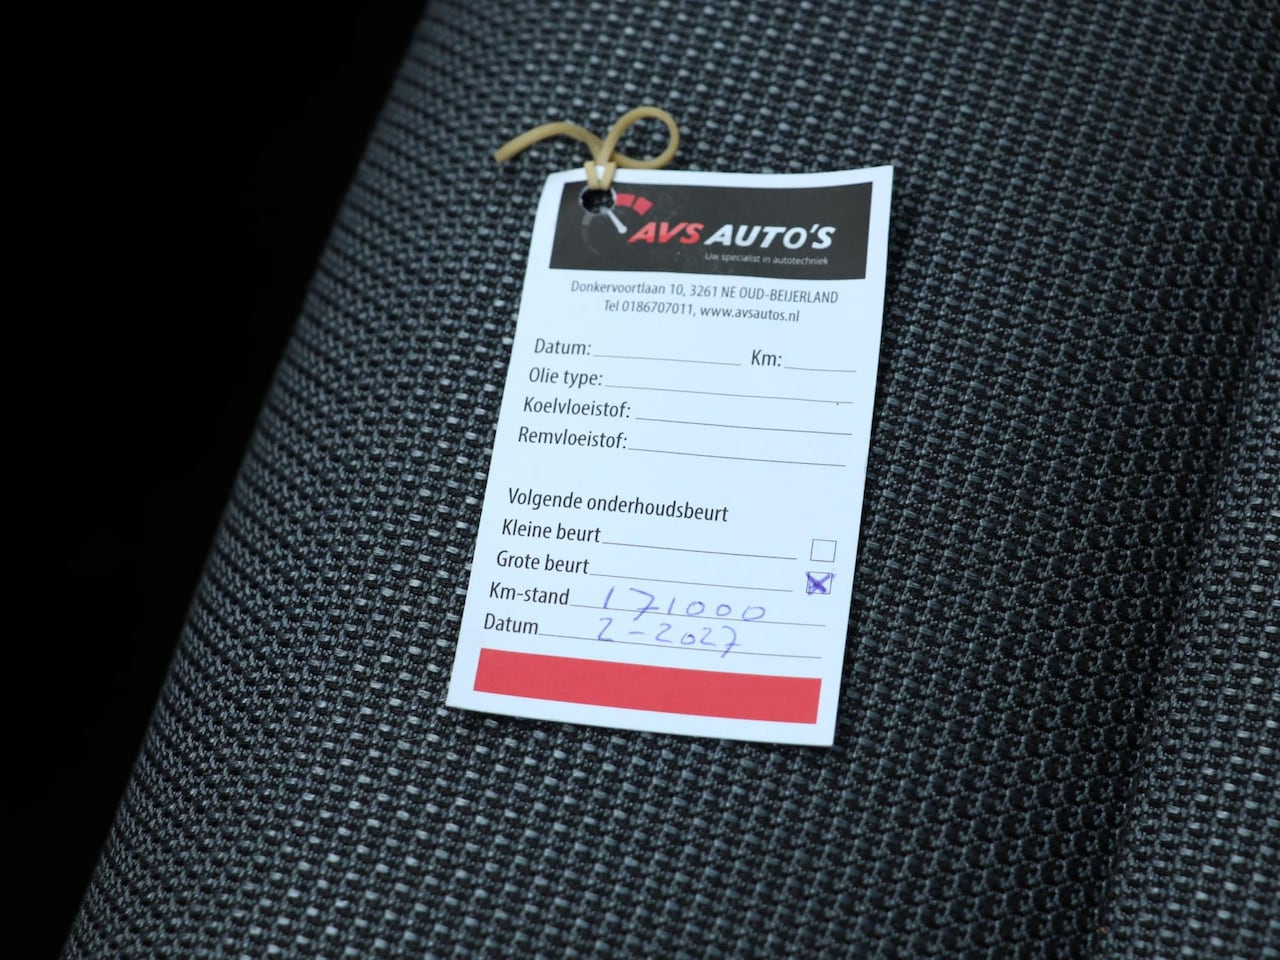 AVS AUTO'S
Uw specialist in autotechniek
Donkervoortlaan 10, 3261 NE OUD-BEIJERLAND
Tel 0186707011, www.avsautos.nl
Datum: Km:
Olie type:
Koelvloeistof:
Remvloeistof:
Volgende onderhoudsbeurt
Kleine beurt
Grote beurt
Km-stand 171000
Datum 2-2027